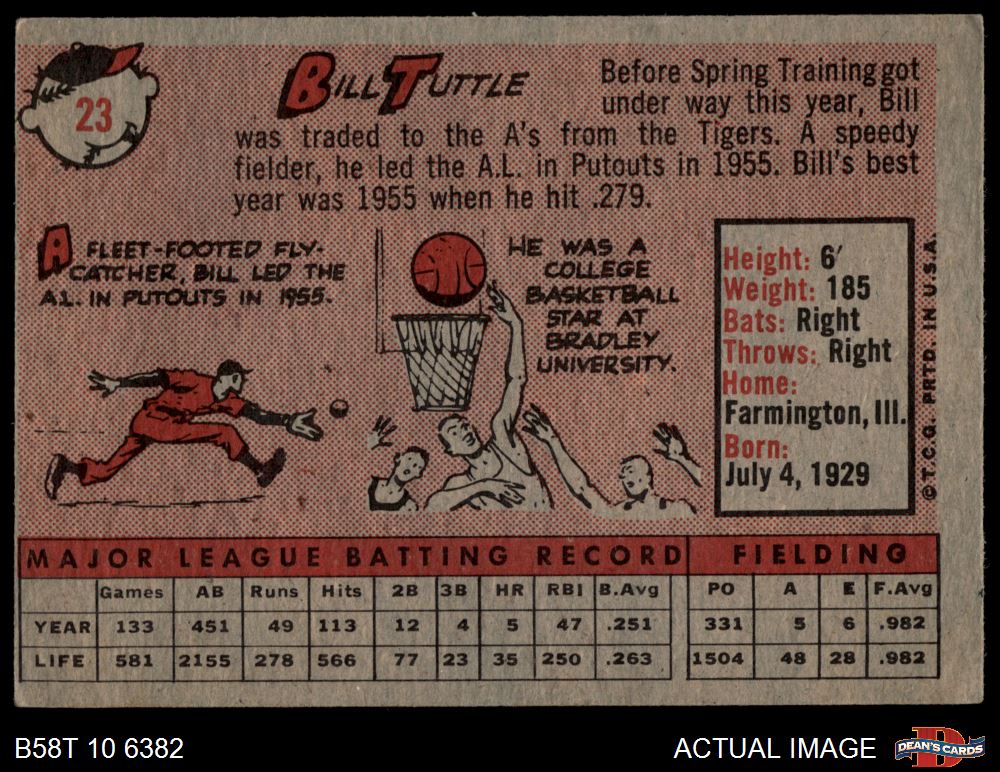 23
BILL TUTTLE
Before Spring Training got
under way this year, Bill
was traded to the A's from the Tigers. A speedy
fielder, he led the A.L. in Putouts in 1955. Bill's best
year was 1955 when he hit .279.
A FLEET-FOOTED FLY-
CATCHER, BILL LED THE
A.L. IN PUTOUTS IN 1955.
HE WAS A
COLLEGE
BASKETBALL
STAR AT
BRADLEY
UNIVERSITY.
Height: 6'
Weight: 185
Bats: Right
Throws: Right
Home:
Farmington, Ill.
Born:
July 4, 1929
©T.C.G. PRTD. IN U.S.A.
MAJOR LEAGUE BATTING RECORD FIELDING
Games AB Runs Hits 2B 3B HR RBI B.Avg PO A E F.Avg
YEAR 133 451 49 113 12 4 5 47 .251 331 5 6 .982
LIFE 581 2155 278 566 77 23 35 250 .263 1504 48 28 .982
B58T 10 6382
ACTUAL IMAGE
D
DEAN'S CARDS